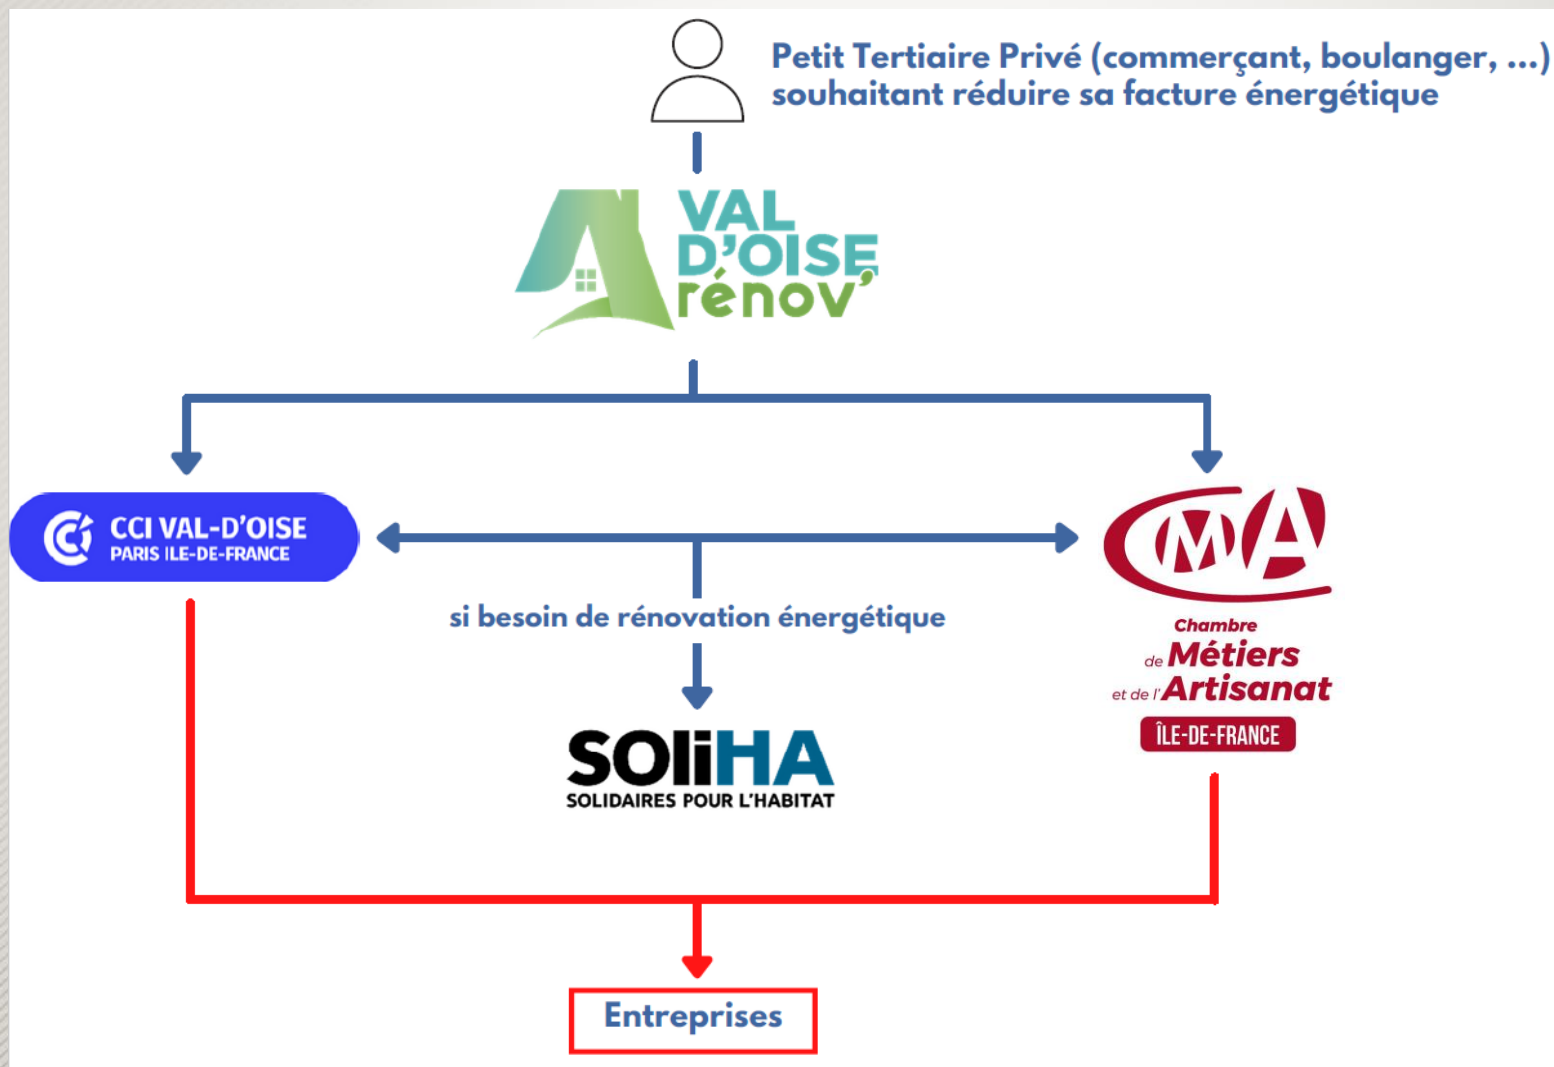 Petit Tertiaire Privé (commerçant, boulanger, ...)
souhaitant réduire sa facture énergétique
VAL
D'OISE
rénov'
CCI VAL-D'OISE
PARIS ILE-DE-FRANCE
si besoin de rénovation énergétique
CMA
Chambre
de Métiers
et de l'Artisanat
ÎLE-DE-FRANCE
SOliHA
SOLIDAIRES POUR L'HABITAT
Entreprises